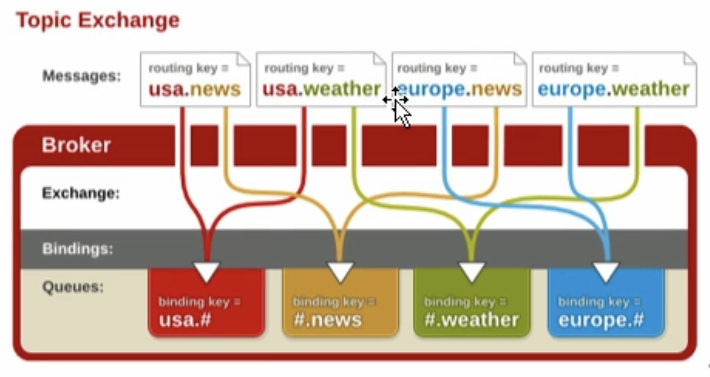 Topic Exchange
Messages:
routing key =
usa.news
routing key =
usa.weather
routing key =
europe.news
routing key =
europe.weather
Broker
Exchange:
Bindings:
Queues:
binding key =
usa.#
binding key =
#.news
binding key =
#.weather
binding key =
europe.#